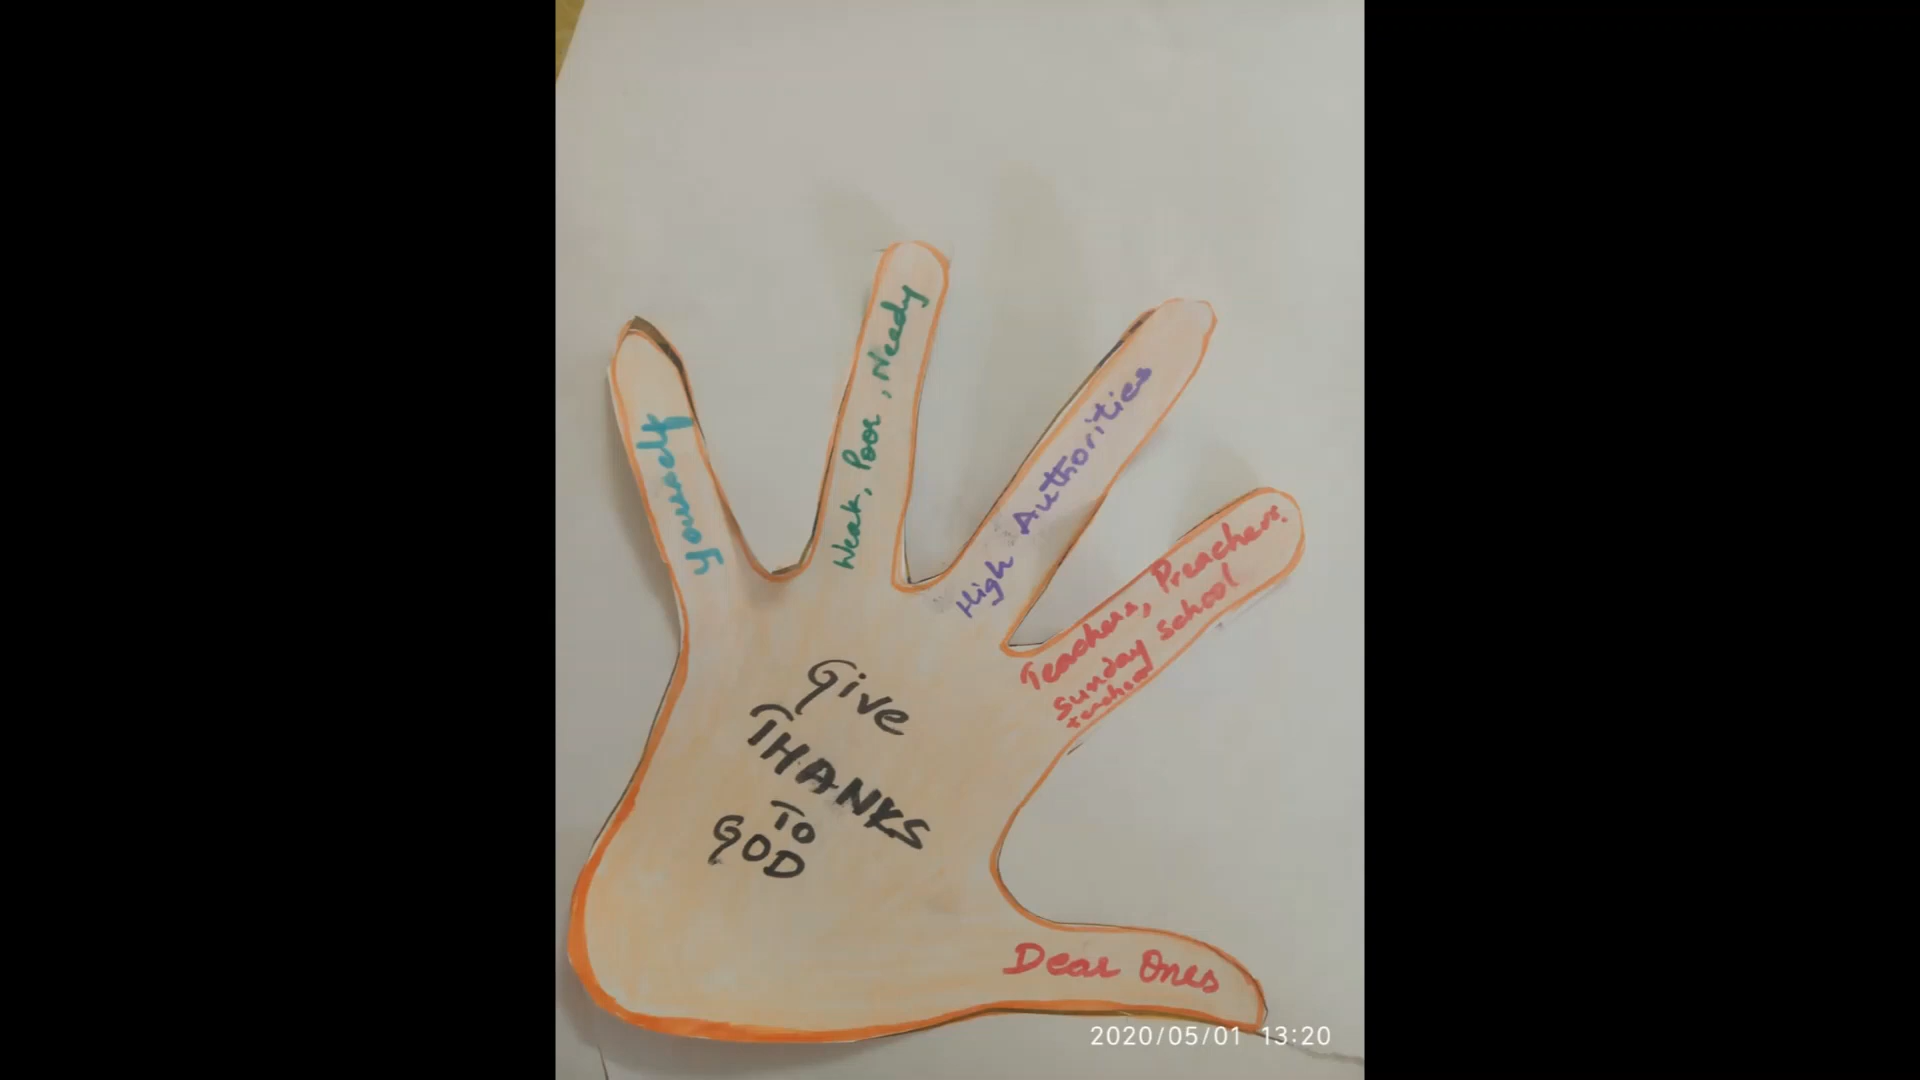 Yourself
Weak, Poor, Needy
High Authorities
Teachers, Preachers.
Sunday School
teacher
Give
THANKS
TO
GOD
Dear Ones
2020/05/01 13:20